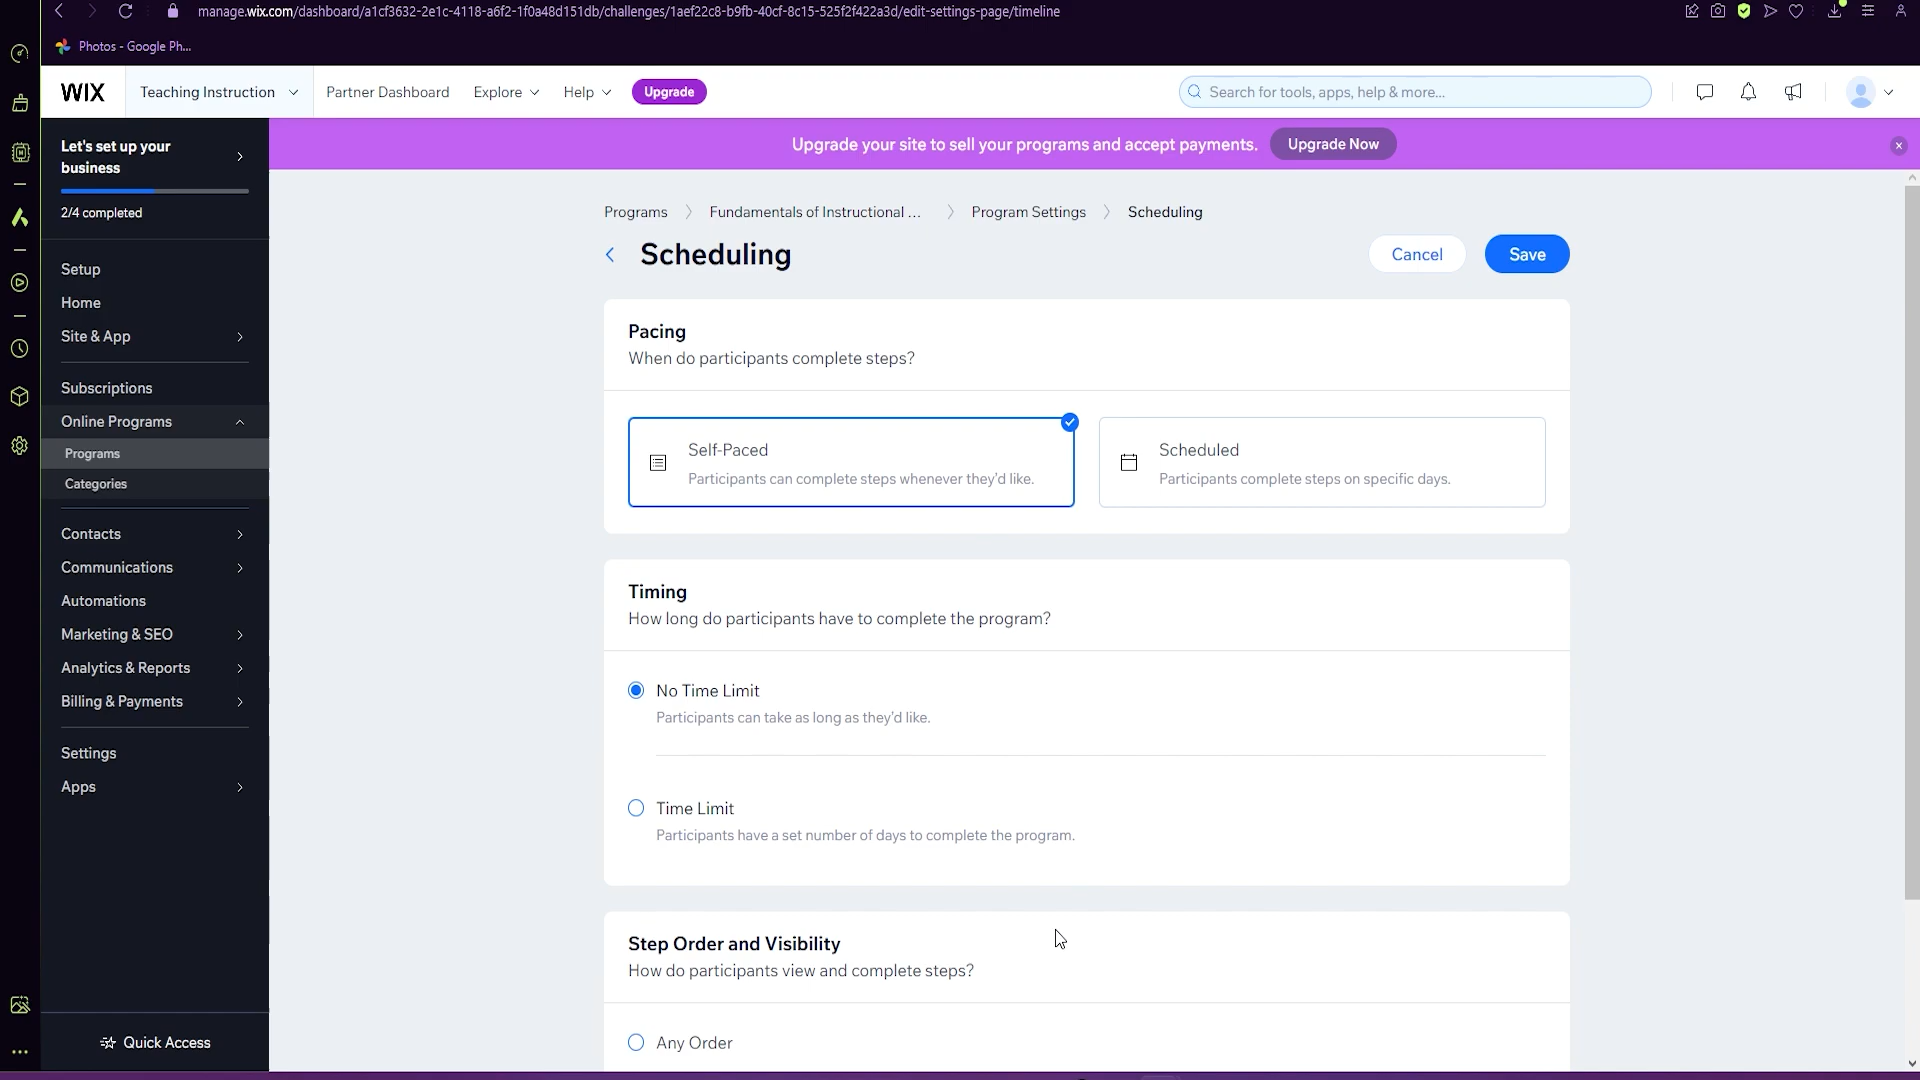 manage.wix.com/dashboard/a1cf3632-2e1c-4118-a6f2-1f0a48d151db/challenges/1aef22c8-b9fb-40cf-8c15-525f2f422a3d/edit-settings-page/timeline
Photos - Google Ph...
WIX
Teaching Instruction
Partner Dashboard
Explore
Help
Upgrade
Search for tools, apps, help & more...
Let's set up your
business
2/4 completed
Setup
Home
Site & App
Subscriptions
Online Programs
Programs
Categories
Contacts
Communications
Automations
Marketing & SEO
Analytics & Reports
Billing & Payments
Settings
Apps
Quick Access
Upgrade your site to sell your programs and accept payments.
Upgrade Now
Programs
Fundamentals of Instructional ...
Program Settings
Scheduling
Scheduling
Cancel
Save
Pacing
When do participants complete steps?
Self-Paced
Participants can complete steps whenever they'd like.
Scheduled
Participants complete steps on specific days.
Timing
How long do participants have to complete the program?
No Time Limit
Participants can take as long as they'd like.
Time Limit
Participants have a set number of days to complete the program.
Step Order and Visibility
How do participants view and complete steps?
Any Order